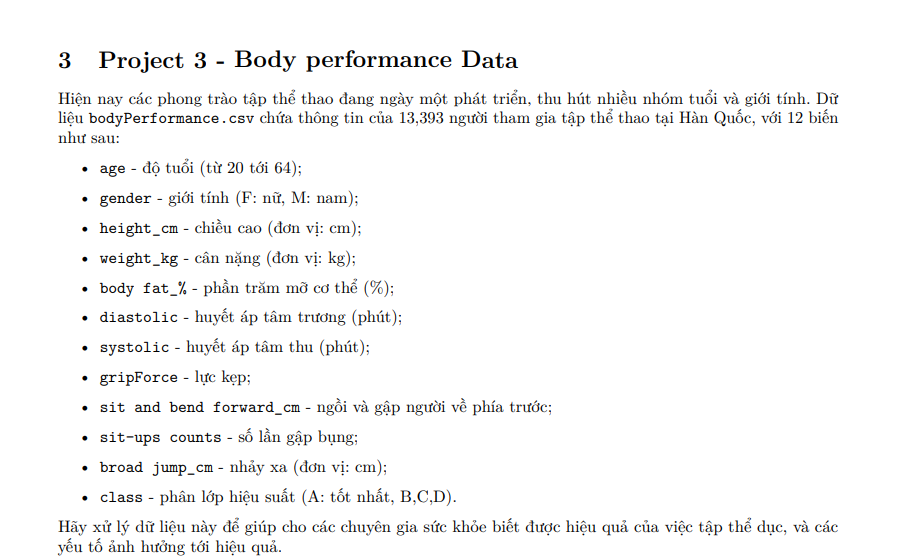 3 Project 3 - Body performance Data
Hiện nay các phong trào tập thể thao đang ngày một phát triển, thu hút nhiều nhóm tuổi và giới tính. Dữ
liệu bodyPerformance.csv chứa thông tin của 13,393 người tham gia tập thể thao tại Hàn Quốc, với 12 biến
như sau:
• age - độ tuổi (từ 20 tới 64);
• gender - giới tính (F: nữ, M: nam);
• height_cm - chiều cao (đơn vị: cm);
• weight_kg - cân nặng (đơn vị: kg);
• body fat_% - phần trăm mỡ cơ thể (%);
• diastolic - huyết áp tâm trương (phút);
• systolic - huyết áp tâm thu (phút);
• gripForce - lực kẹp;
• sit and bend forward_cm - ngồi và gập người về phía trước;
• sit-ups counts - số lần gập bụng;
• broad jump_cm - nhảy xa (đơn vị: cm);
• class - phân lớp hiệu suất (A: tốt nhất, B,C,D).
Hãy xử lý dữ liệu này để giúp cho các chuyên gia sức khỏe biết được hiệu quả của việc tập thể dục, và các
yếu tố ảnh hưởng tới hiệu quả.